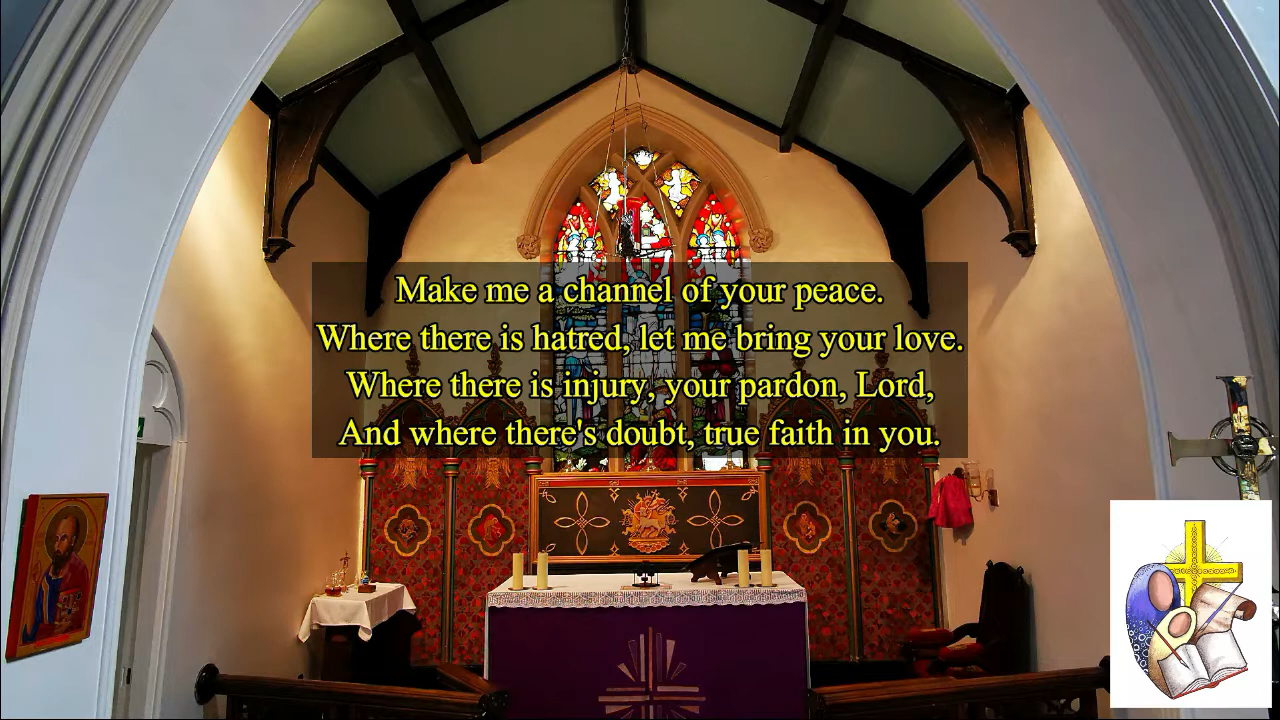 Make me a channel of your peace.
Where there is hatred, let me bring your love.
Where there is injury, your pardon, Lord,
And where there's doubt, true faith in you.